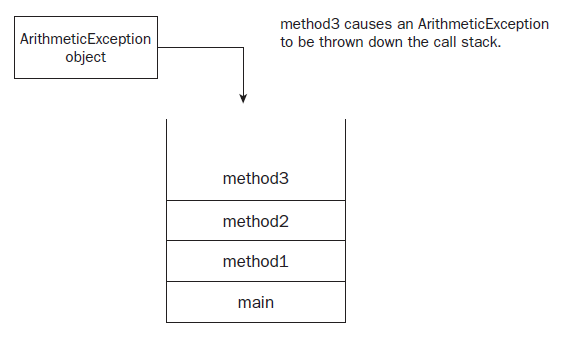 ArithmeticException
object
method3 causes an ArithmeticException
to be thrown down the call stack.
method3
method2
method1
main